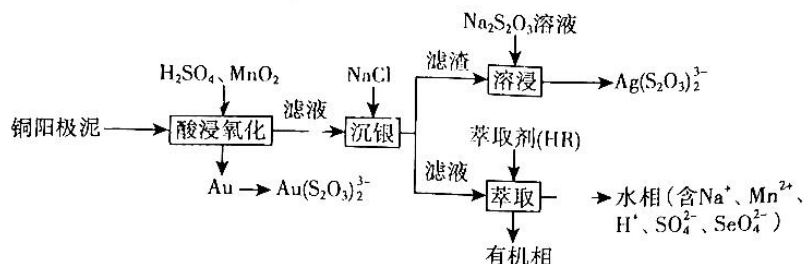 Na₂S₂O₃溶液
H₂SO₄、MnO₂
NaCl
滤渣
溶浸
Ag(S₂O₃)₂³⁻
铜阳极泥
酸浸氧化
滤液
沉银
萃取剂(HR)
滤液
Au
Au(S₂O₃)₂³⁻
萃取
水相(含Na⁺、Mn²⁺、
H⁺、SO₄²⁻、SeO₄²⁻)
有机相